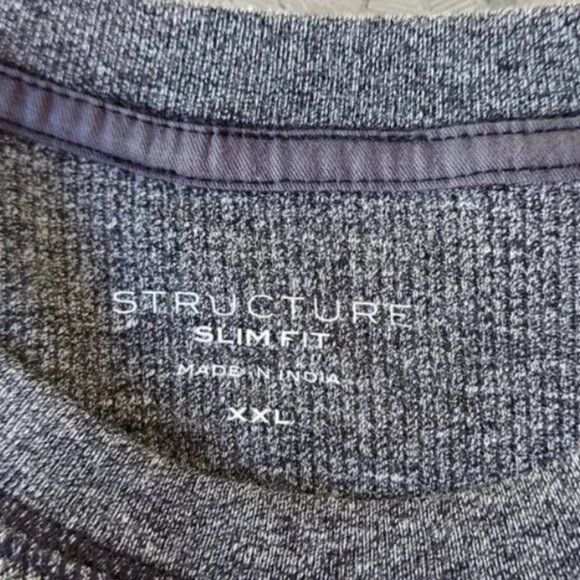 STRUCTURE
SLIM FIT
MADE IN INDIA
XXL